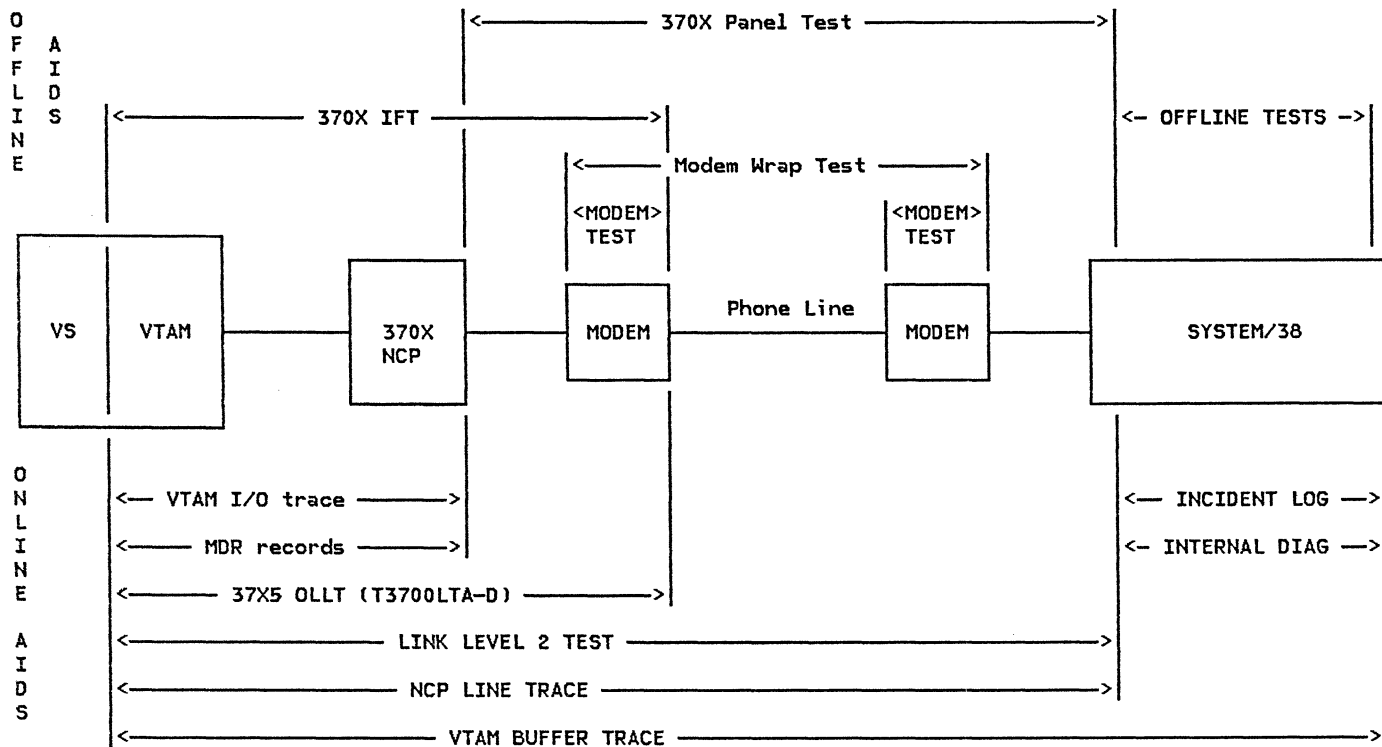 OFFLINE
AIDS
<—— 370X Panel Test ——>
<—— 370X IFT ——>
<— OFFLINE TESTS —>
<—— Modem Wrap Test ——>
<MODEM>
TEST
<MODEM>
TEST
VS
VTAM
370X
NCP
MODEM
Phone Line
MODEM
SYSTEM/38
ONLINE AIDS
<—— VTAM I/O trace ——>
<—— INCIDENT LOG ——>
<—— MDR records ——>
<— INTERNAL DIAG —>
<—— 37X5 OLLT (T3700LTA-D) ——>
<—— LINK LEVEL 2 TEST ——>
<—— NCP LINE TRACE ——>
<—— VTAM BUFFER TRACE ——>